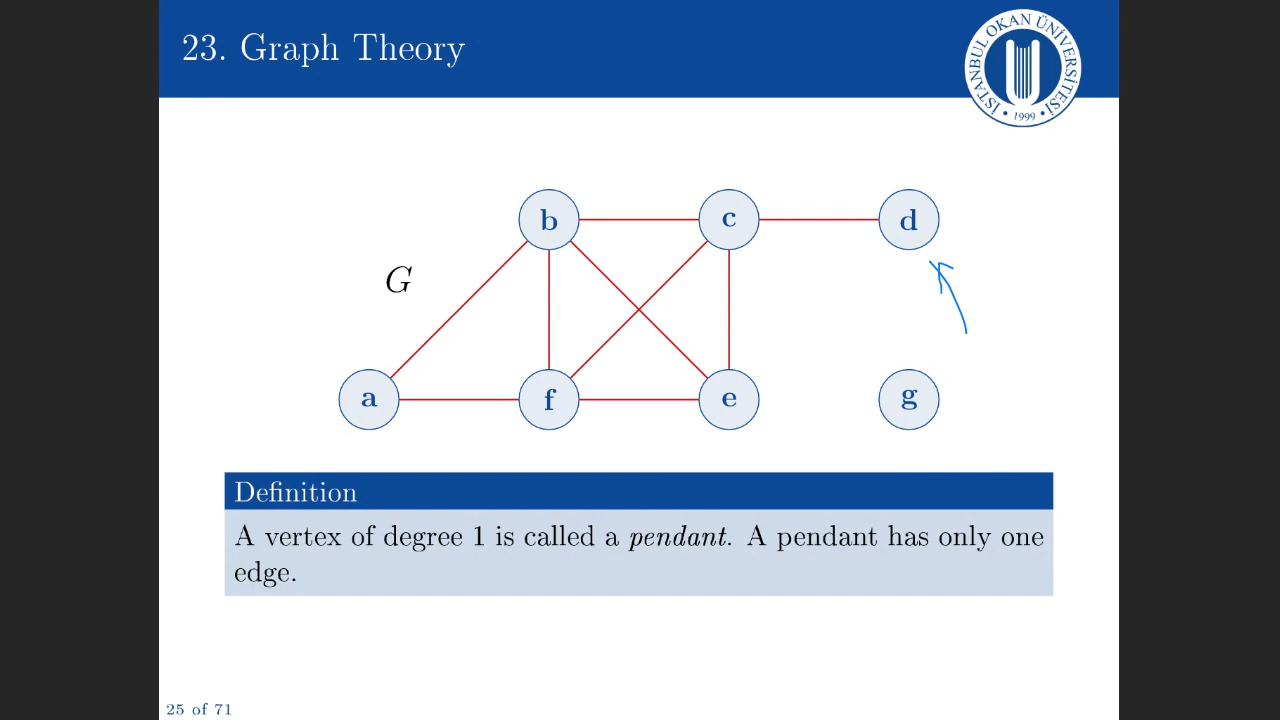 23. Graph Theory
İSTANBUL OKAN ÜNİVERSİTESİ
• 1999 •
b c d
G
a f e g
Definition
A vertex of degree 1 is called a pendant. A pendant has only one
edge.
25 of 71